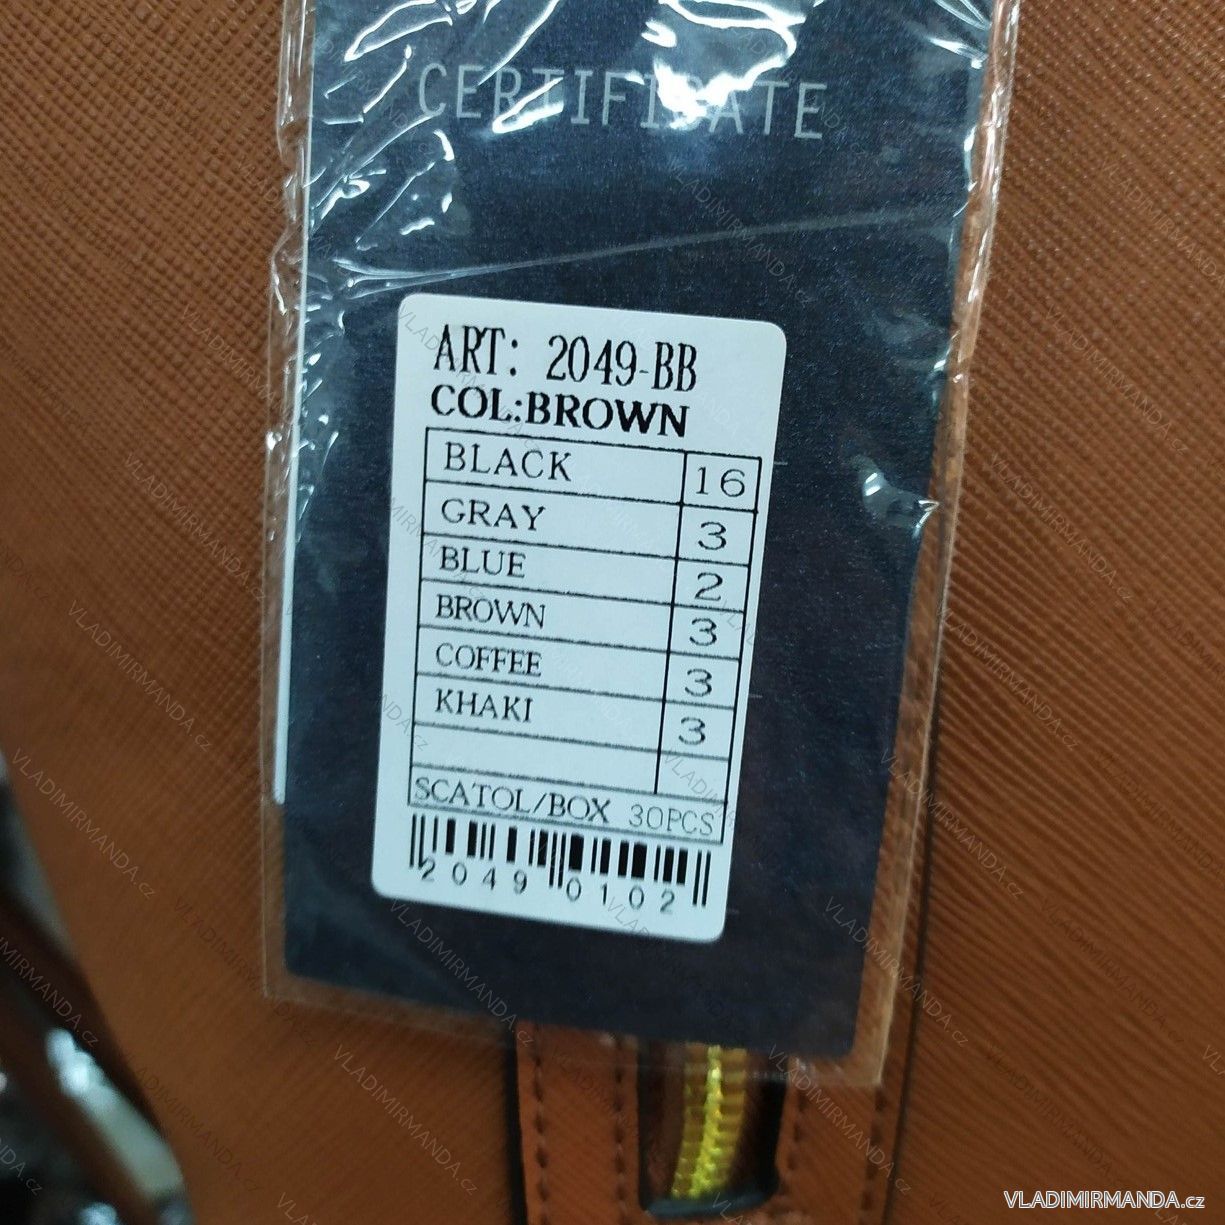 CERTIFICATE
ART: 2049-BB
COL:BROWN
BLACK 16
GRAY 3
BLUE 2
BROWN 3
COFFEE 3
KHAKI 3
SCATOL/BOX 30PCS
2049 0102
VLADIMIRMANDA.cz